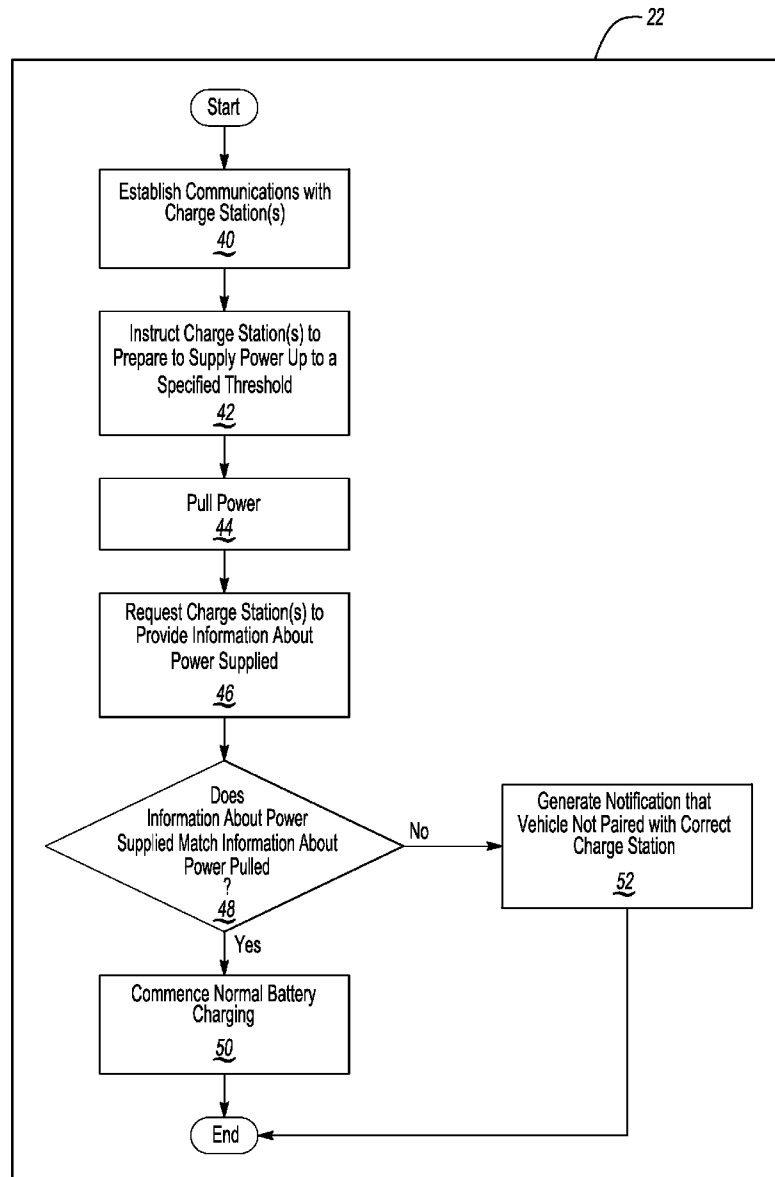 22
Start
Establish Communications with
Charge Station(s)
40
Instruct Charge Station(s) to
Prepare to Supply Power Up to a
Specified Threshold
42
Pull Power
44
Request Charge Station(s) to
Provide Information About
Power Supplied
46
Does
Information About Power
Supplied Match Information About
Power Pulled
?
48
No
Generate Notification that
Vehicle Not Paired with Correct
Charge Station
52
Yes
Commence Normal Battery
Charging
50
End